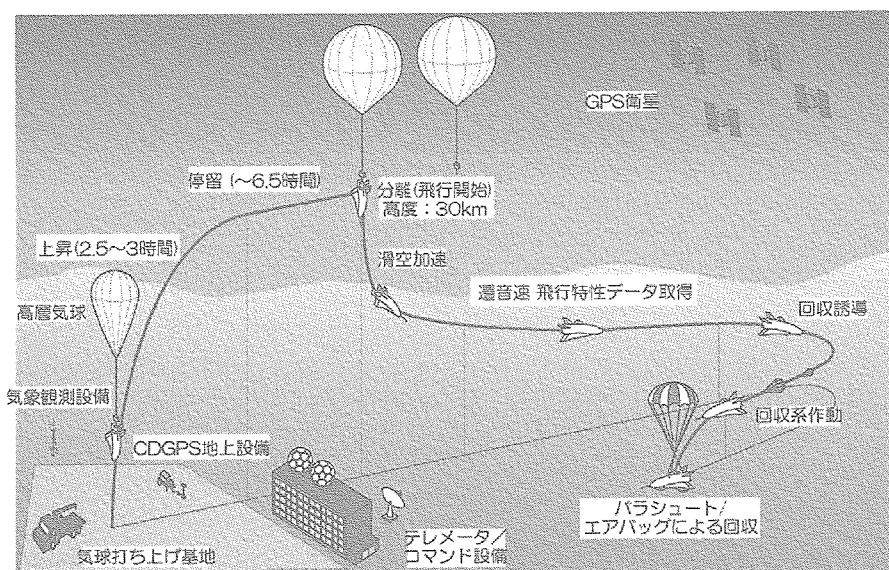 GPS衛星
停留 (〜6.5時間)
分離(飛行開始)
高度：30km
上昇(2.5〜3時間)
滑空加速
高層気球
遷音速 飛行特性データ取得
回収誘導
気象観測設備
回収系作動
CDGPS地上設備
パラシュート/
エアバッグによる回収
テレメータ/
コマンド設備
気球打ち上げ基地